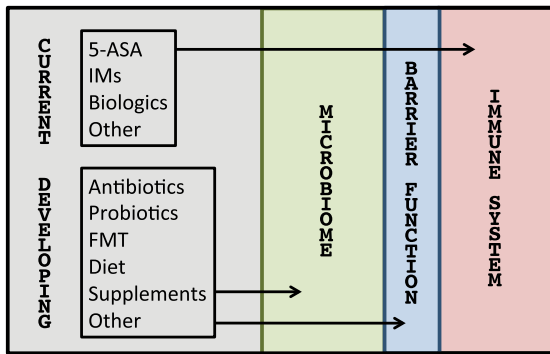 CURRENT
5-ASA
IMs
Biologics
Other
DEVELOPING
Antibiotics
Probiotics
FMT
Diet
Supplements
Other
MICROBIOME
BARRIER FUNCTION
IMMUNE SYSTEM